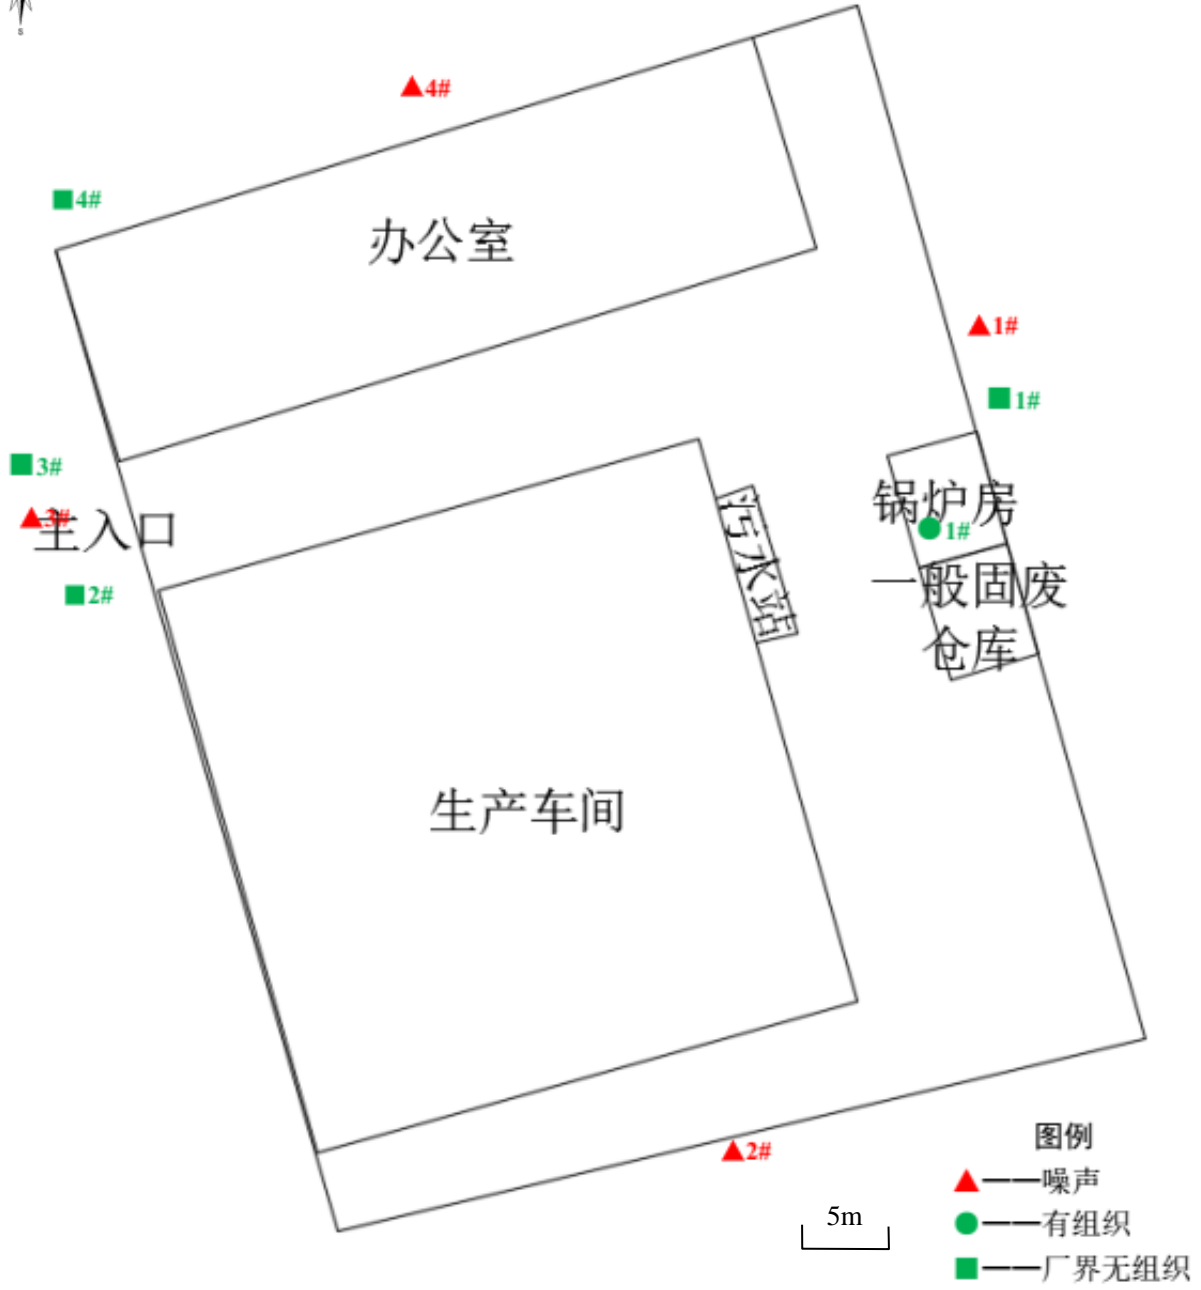 S
4#
4#
办公室
1#
1#
3#
3#
主入口
2#
污水站
锅炉房
1#
一般固废
仓库
生产车间
2#
5m
图例
——噪声
——有组织
——厂界无组织